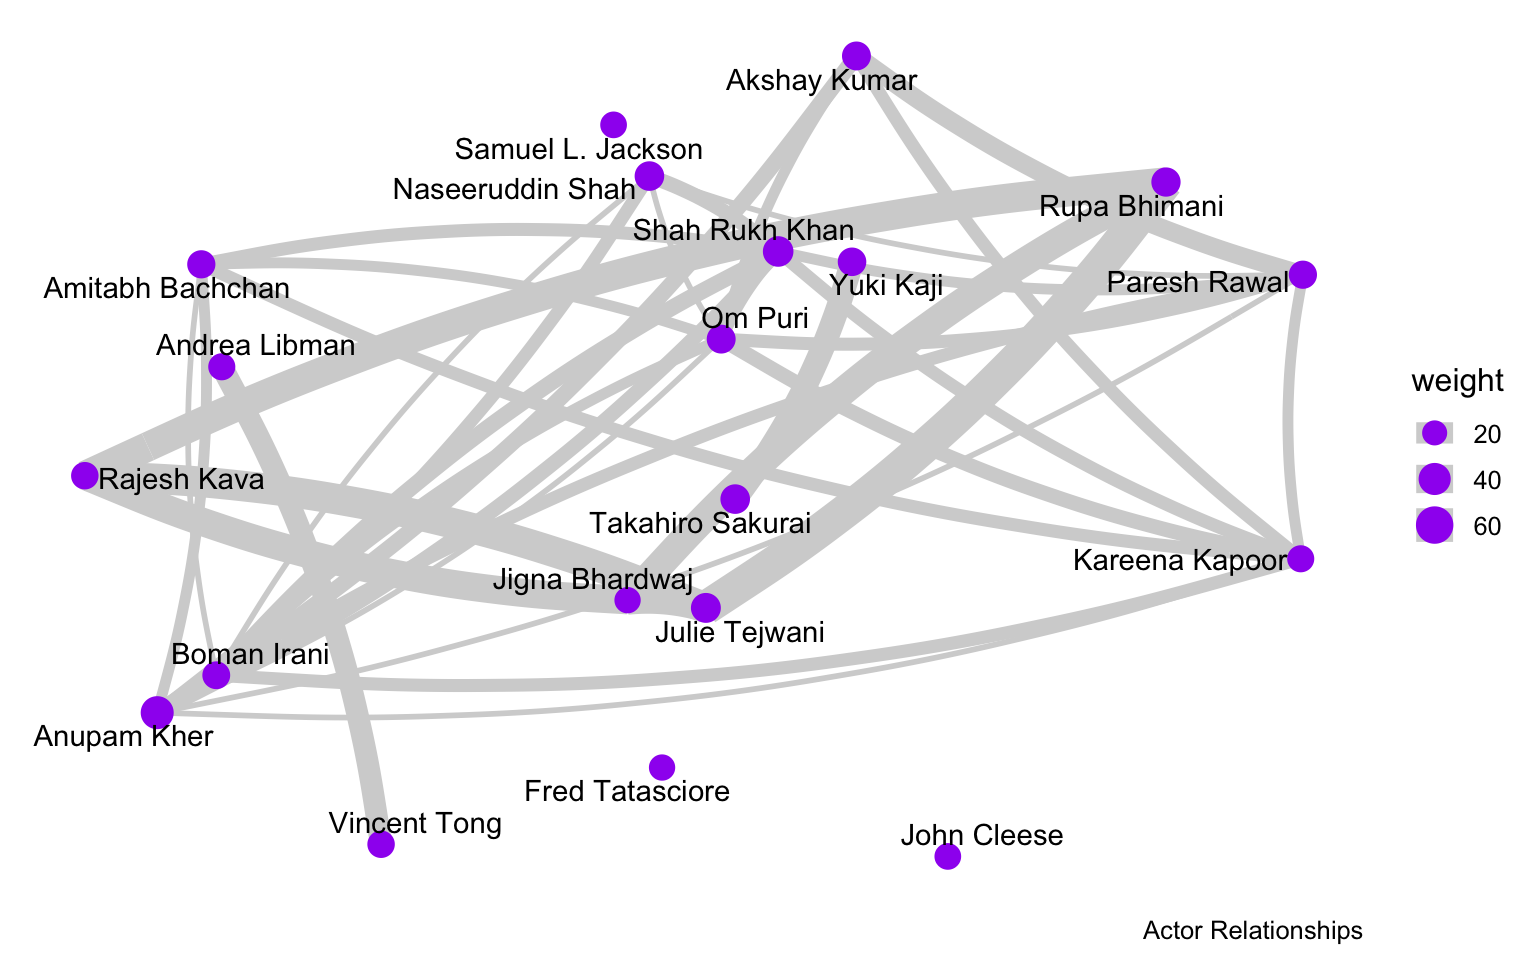 Akshay Kumar
Samuel L. Jackson
Naseeruddin Shah
Rupa Bhimani
Shah Rukh Khan
Amitabh Bachchan
Yuki Kaji
Paresh Rawal
Om Puri
Andrea Libman
Rajesh Kava
Takahiro Sakurai
Kareena Kapoor
Jigna Bhardwaj
Julie Tejwani
Boman Irani
Anupam Kher
Fred Tatasciore
Vincent Tong
John Cleese
weight
20
40
60
Actor Relationships